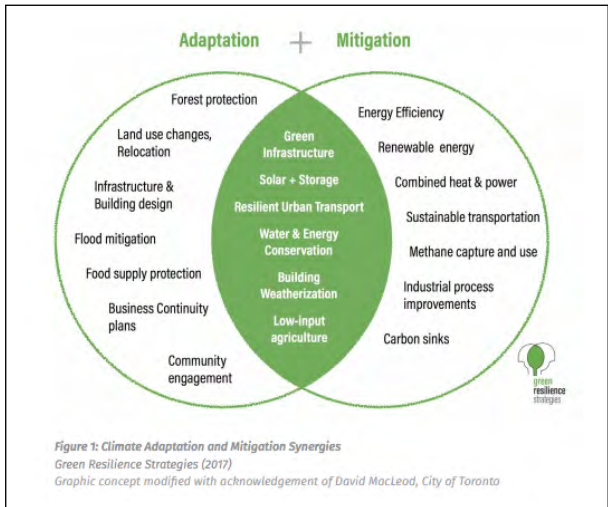 Adaptation + Mitigation
Forest protection
Land use changes,
Relocation
Infrastructure &
Building design
Flood mitigation
Food supply protection
Business Continuity
plans
Community
engagement
Green
Infrastructure
Solar + Storage
Resilient Urban Transport
Water & Energy
Conservation
Building
Weatherization
Low-input
agriculture
Energy Efficiency
Renewable energy
Combined heat & power
Sustainable transportation
Methane capture and use
Industrial process
improvements
Carbon sinks
green
resilience
strategies
Figure 1: Climate Adaptation and Mitigation Synergies
Green Resilience Strategies (2017)
Graphic concept modified with acknowledgement of David MacLeod, City of Toronto